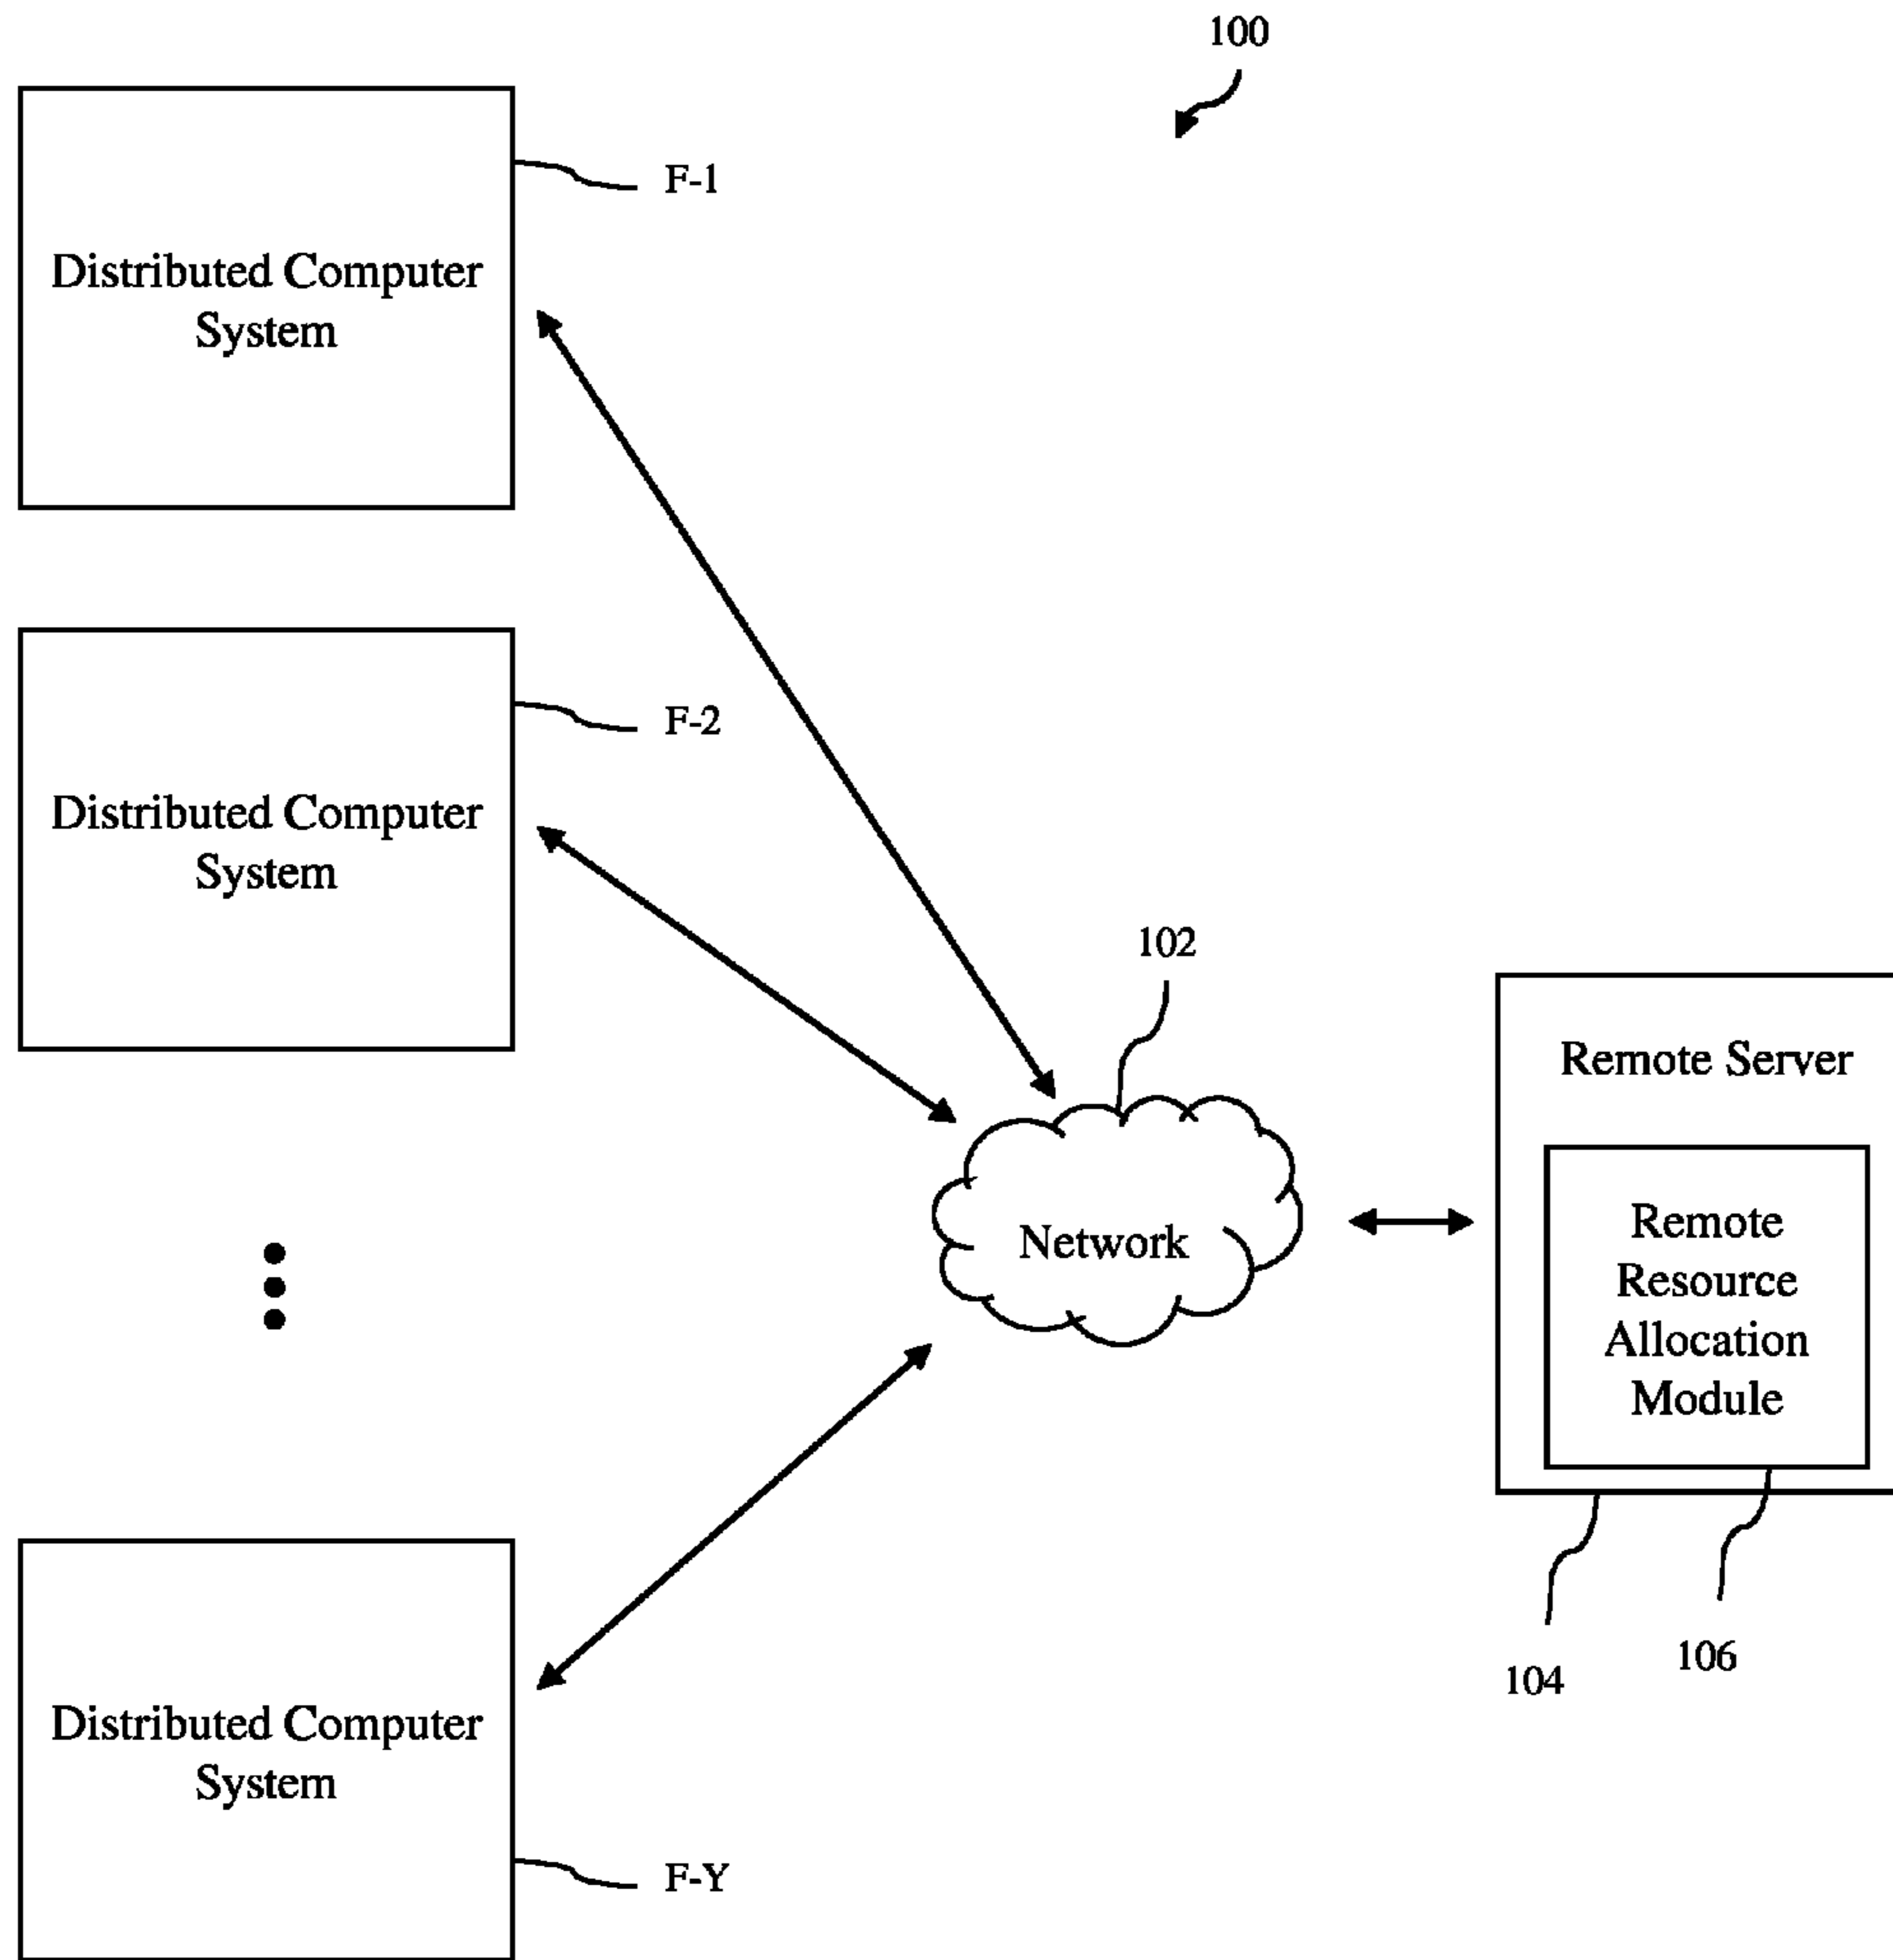 100
Distributed Computer
System
F-1
Distributed Computer
System
F-2
102
Network
Remote Server
Remote
Resource
Allocation
Module
104
106
Distributed Computer
System
F-Y